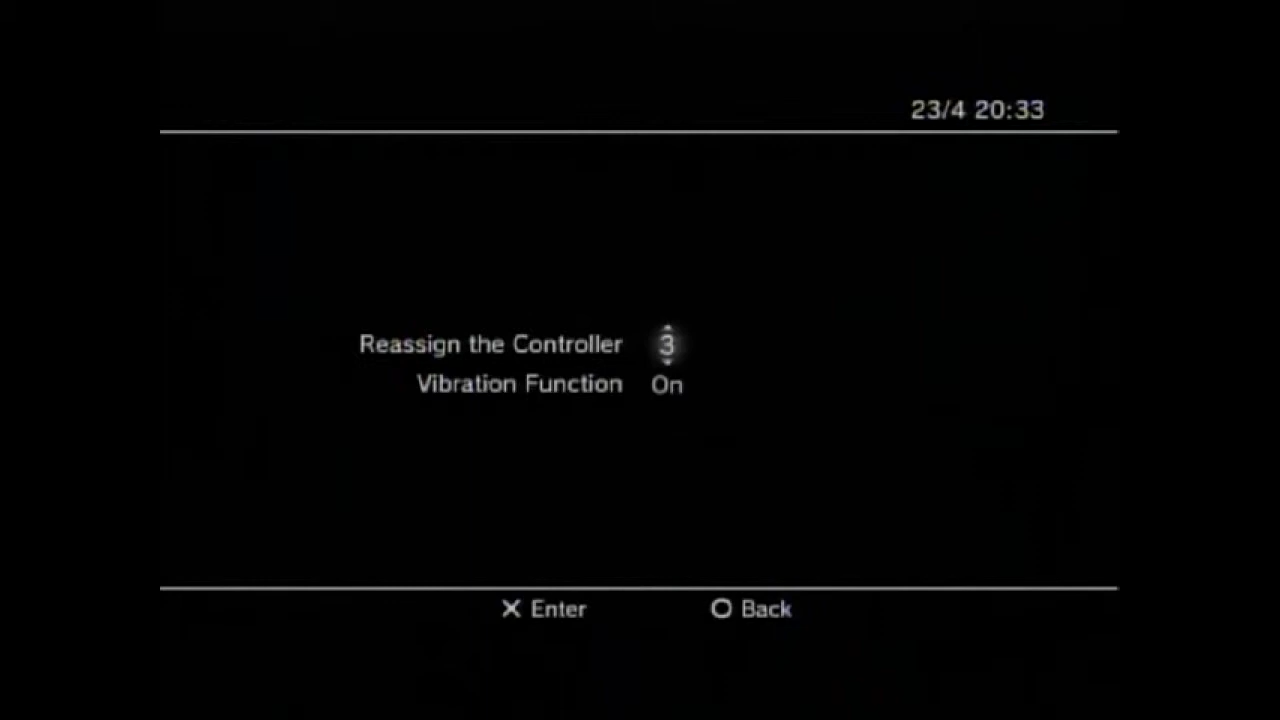 23/4 20:33
Reassign the Controller 3
Vibration Function On
X Enter O Back